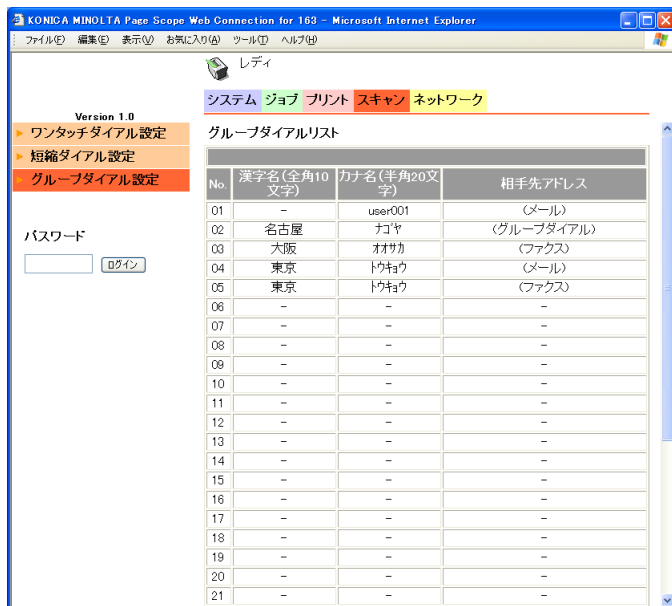 KONICA MINOLTA Page Scope Web Connection for 163 - Microsoft Internet Explorer
ファイル(F) 編集(E) 表示(V) お気に入り(A) ツール(T) ヘルプ(H)
レディ
システム ジョブ プリント スキャン ネットワーク
Version 1.0
ワンタッチダイアル設定
短縮ダイアル設定
グループダイアル設定
パスワード
ログイン
グループダイアルリスト
No. 漢字名(全角10文字) カナ名(半角20文字) 相手先アドレス
01 - user001 (メール)
02 名古屋 ナゴヤ (グループダイアル)
03 大阪 オオサカ (ファクス)
04 東京 トウキョウ (メール)
05 東京 トウキョウ (ファクス)
06 - - -
07 - - -
08 - - -
09 - - -
10 - - -
11 - - -
12 - - -
13 - - -
14 - - -
15 - - -
16 - - -
17 - - -
18 - - -
19 - - -
20 - - -
21 - - -